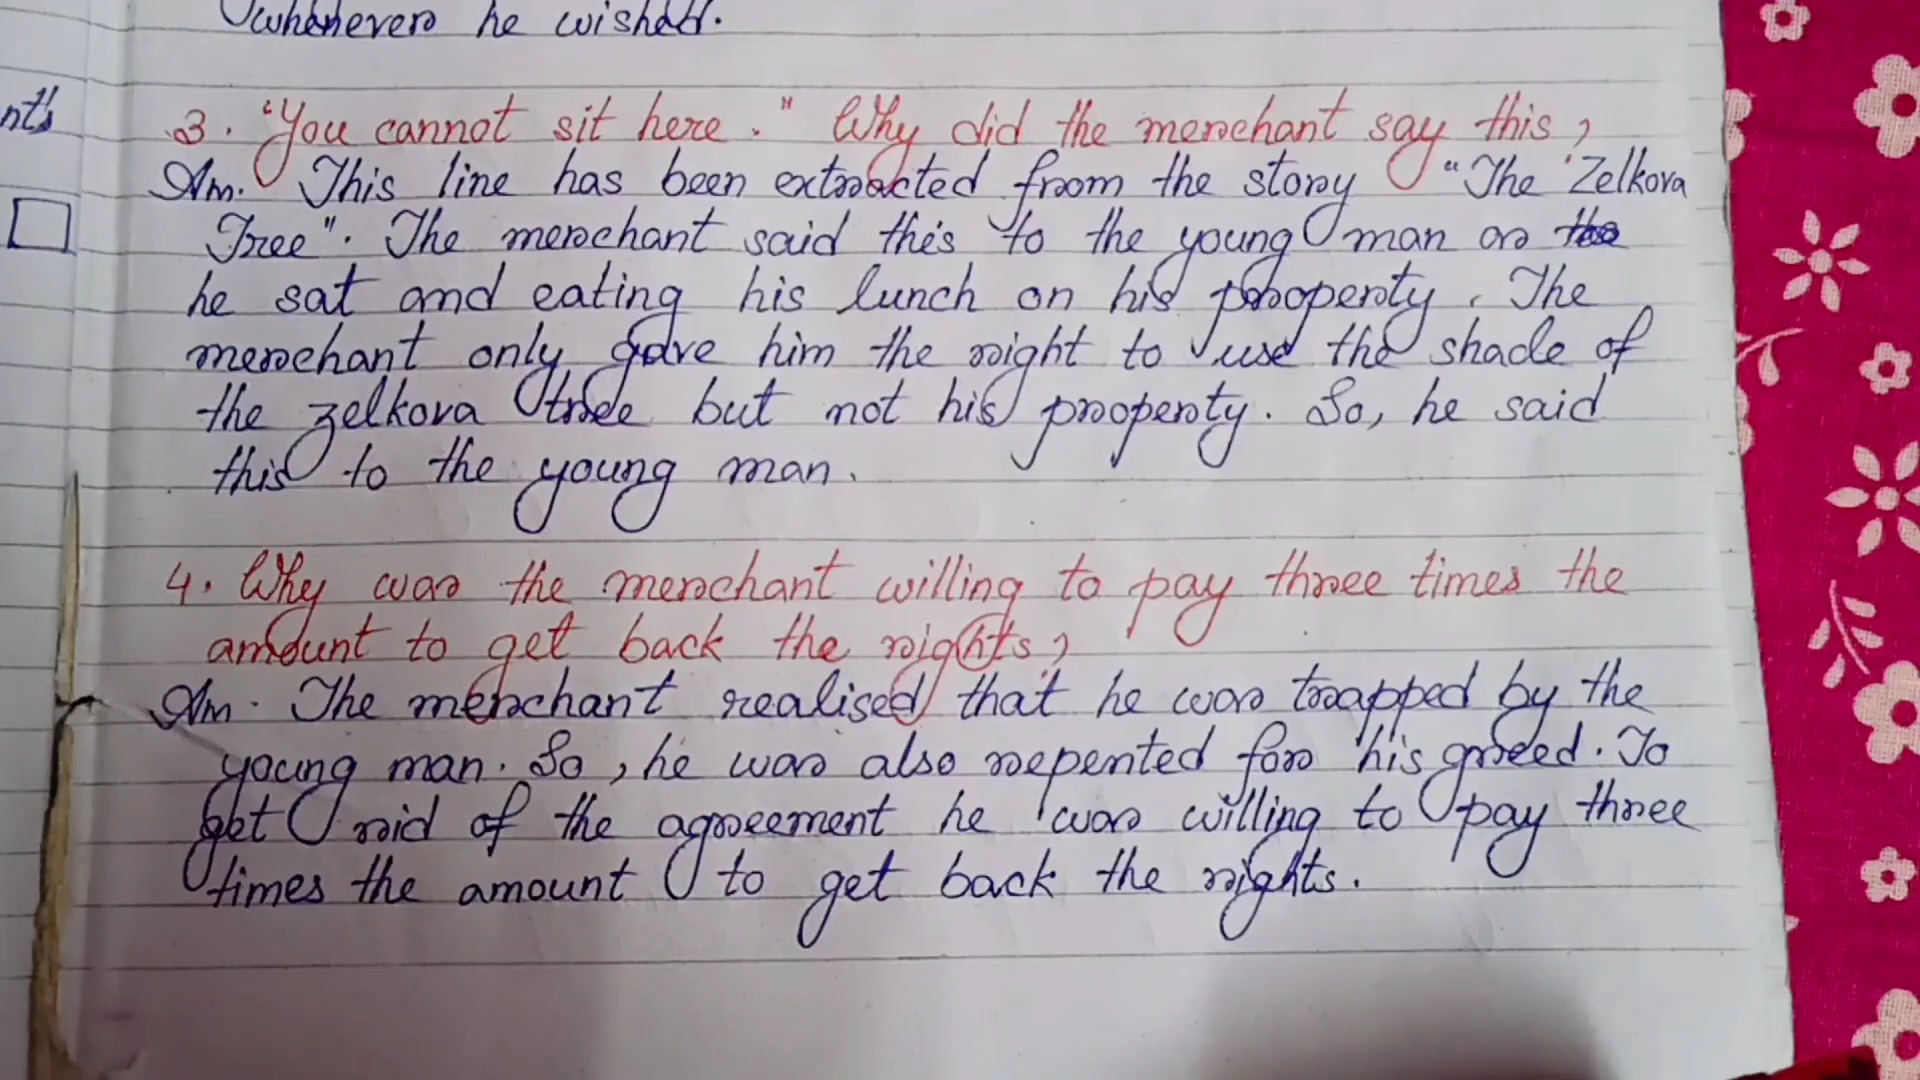 whenever he wished.
nts
3. "You cannot sit here." Why did the merchant say this?
Ans. This line has been extracted from the story "The Zelkova
Tree". The merchant said this to the young man as
he sat and eating his lunch on his property. The
merchant only gave him the right to use the shade of
the zelkova tree but not his property. So, he said
this to the young man.
4. Why was the merchant willing to pay three times the
amount to get back the rights?
Ans. The merchant realised that he was trapped by the
young man. So, he was also repented for his greed. To
get rid of the agreement he was willing to pay three
times the amount to get back the rights.